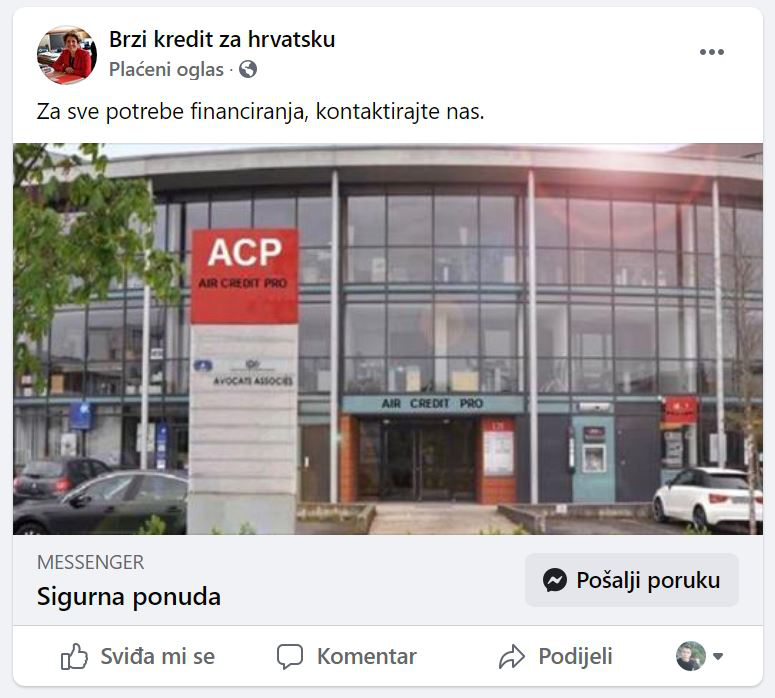 Brzi kredit za hrvatsku
Plaćeni oglas ·
Za sve potrebe financiranja, kontaktirajte nas.
ACP
AIR CREDIT PRO
AVOCATS ASSOCIÉS
AIR CREDIT PRO
MESSENGER
Sigurna ponuda
Pošalji poruku
Sviđa mi se
Komentar
Podijeli